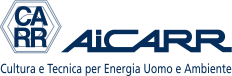 CA
RR
AiCARR
Cultura e Tecnica per Energia Uomo e Ambiente